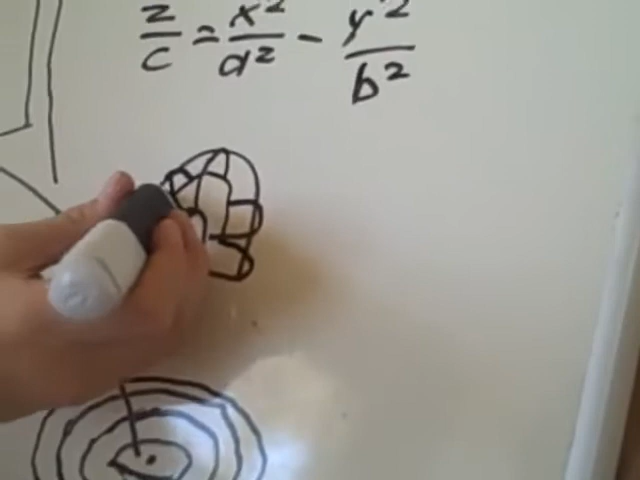 z/c = x²/a² - y²/b²